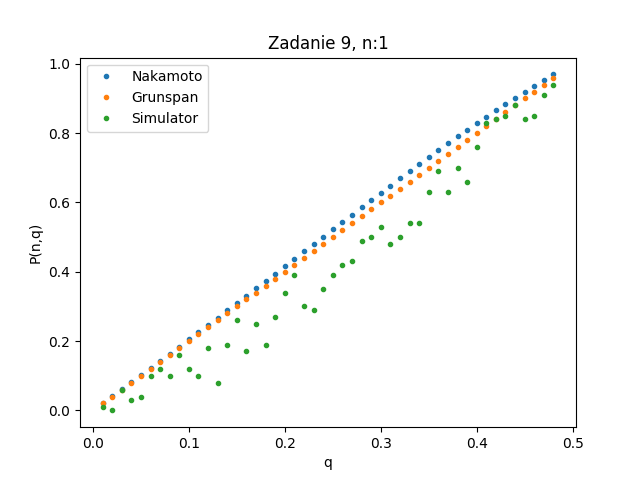 Zadanie 9, n:1
Nakamoto
Grunspan
Simulator
P(n,q)
1.0
0.8
0.6
0.4
0.2
0.0
0.0 0.1 0.2 0.3 0.4 0.5
q